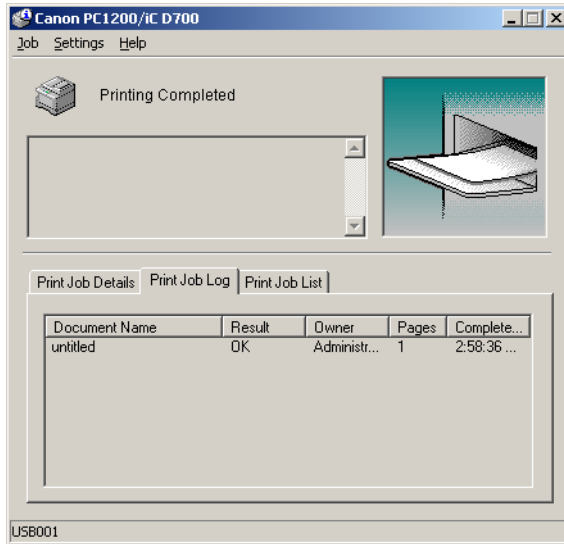 Canon PC1200/iC D700
Job Settings Help
Printing Completed
Print Job Details Print Job Log Print Job List
Document Name Result Owner Pages Complete...
untitled OK Administr... 1 2:58:36 ...
USB001